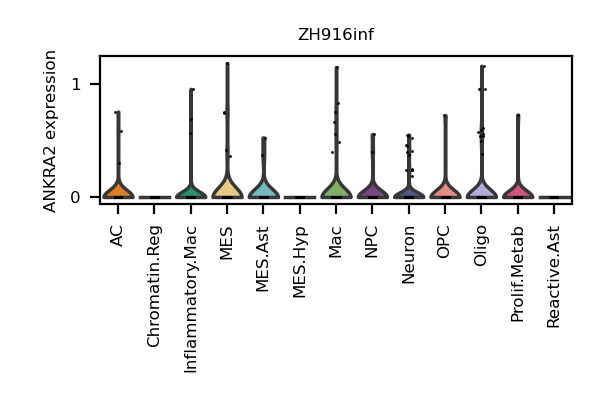 ZH916inf
ANKRA2 expression
1
0
AC
Chromatin.Reg
Inflammatory.Mac
MES
MES.Ast
MES.Hyp
Mac
NPC
Neuron
OPC
Oligo
Prolif.Metab
Reactive.Ast